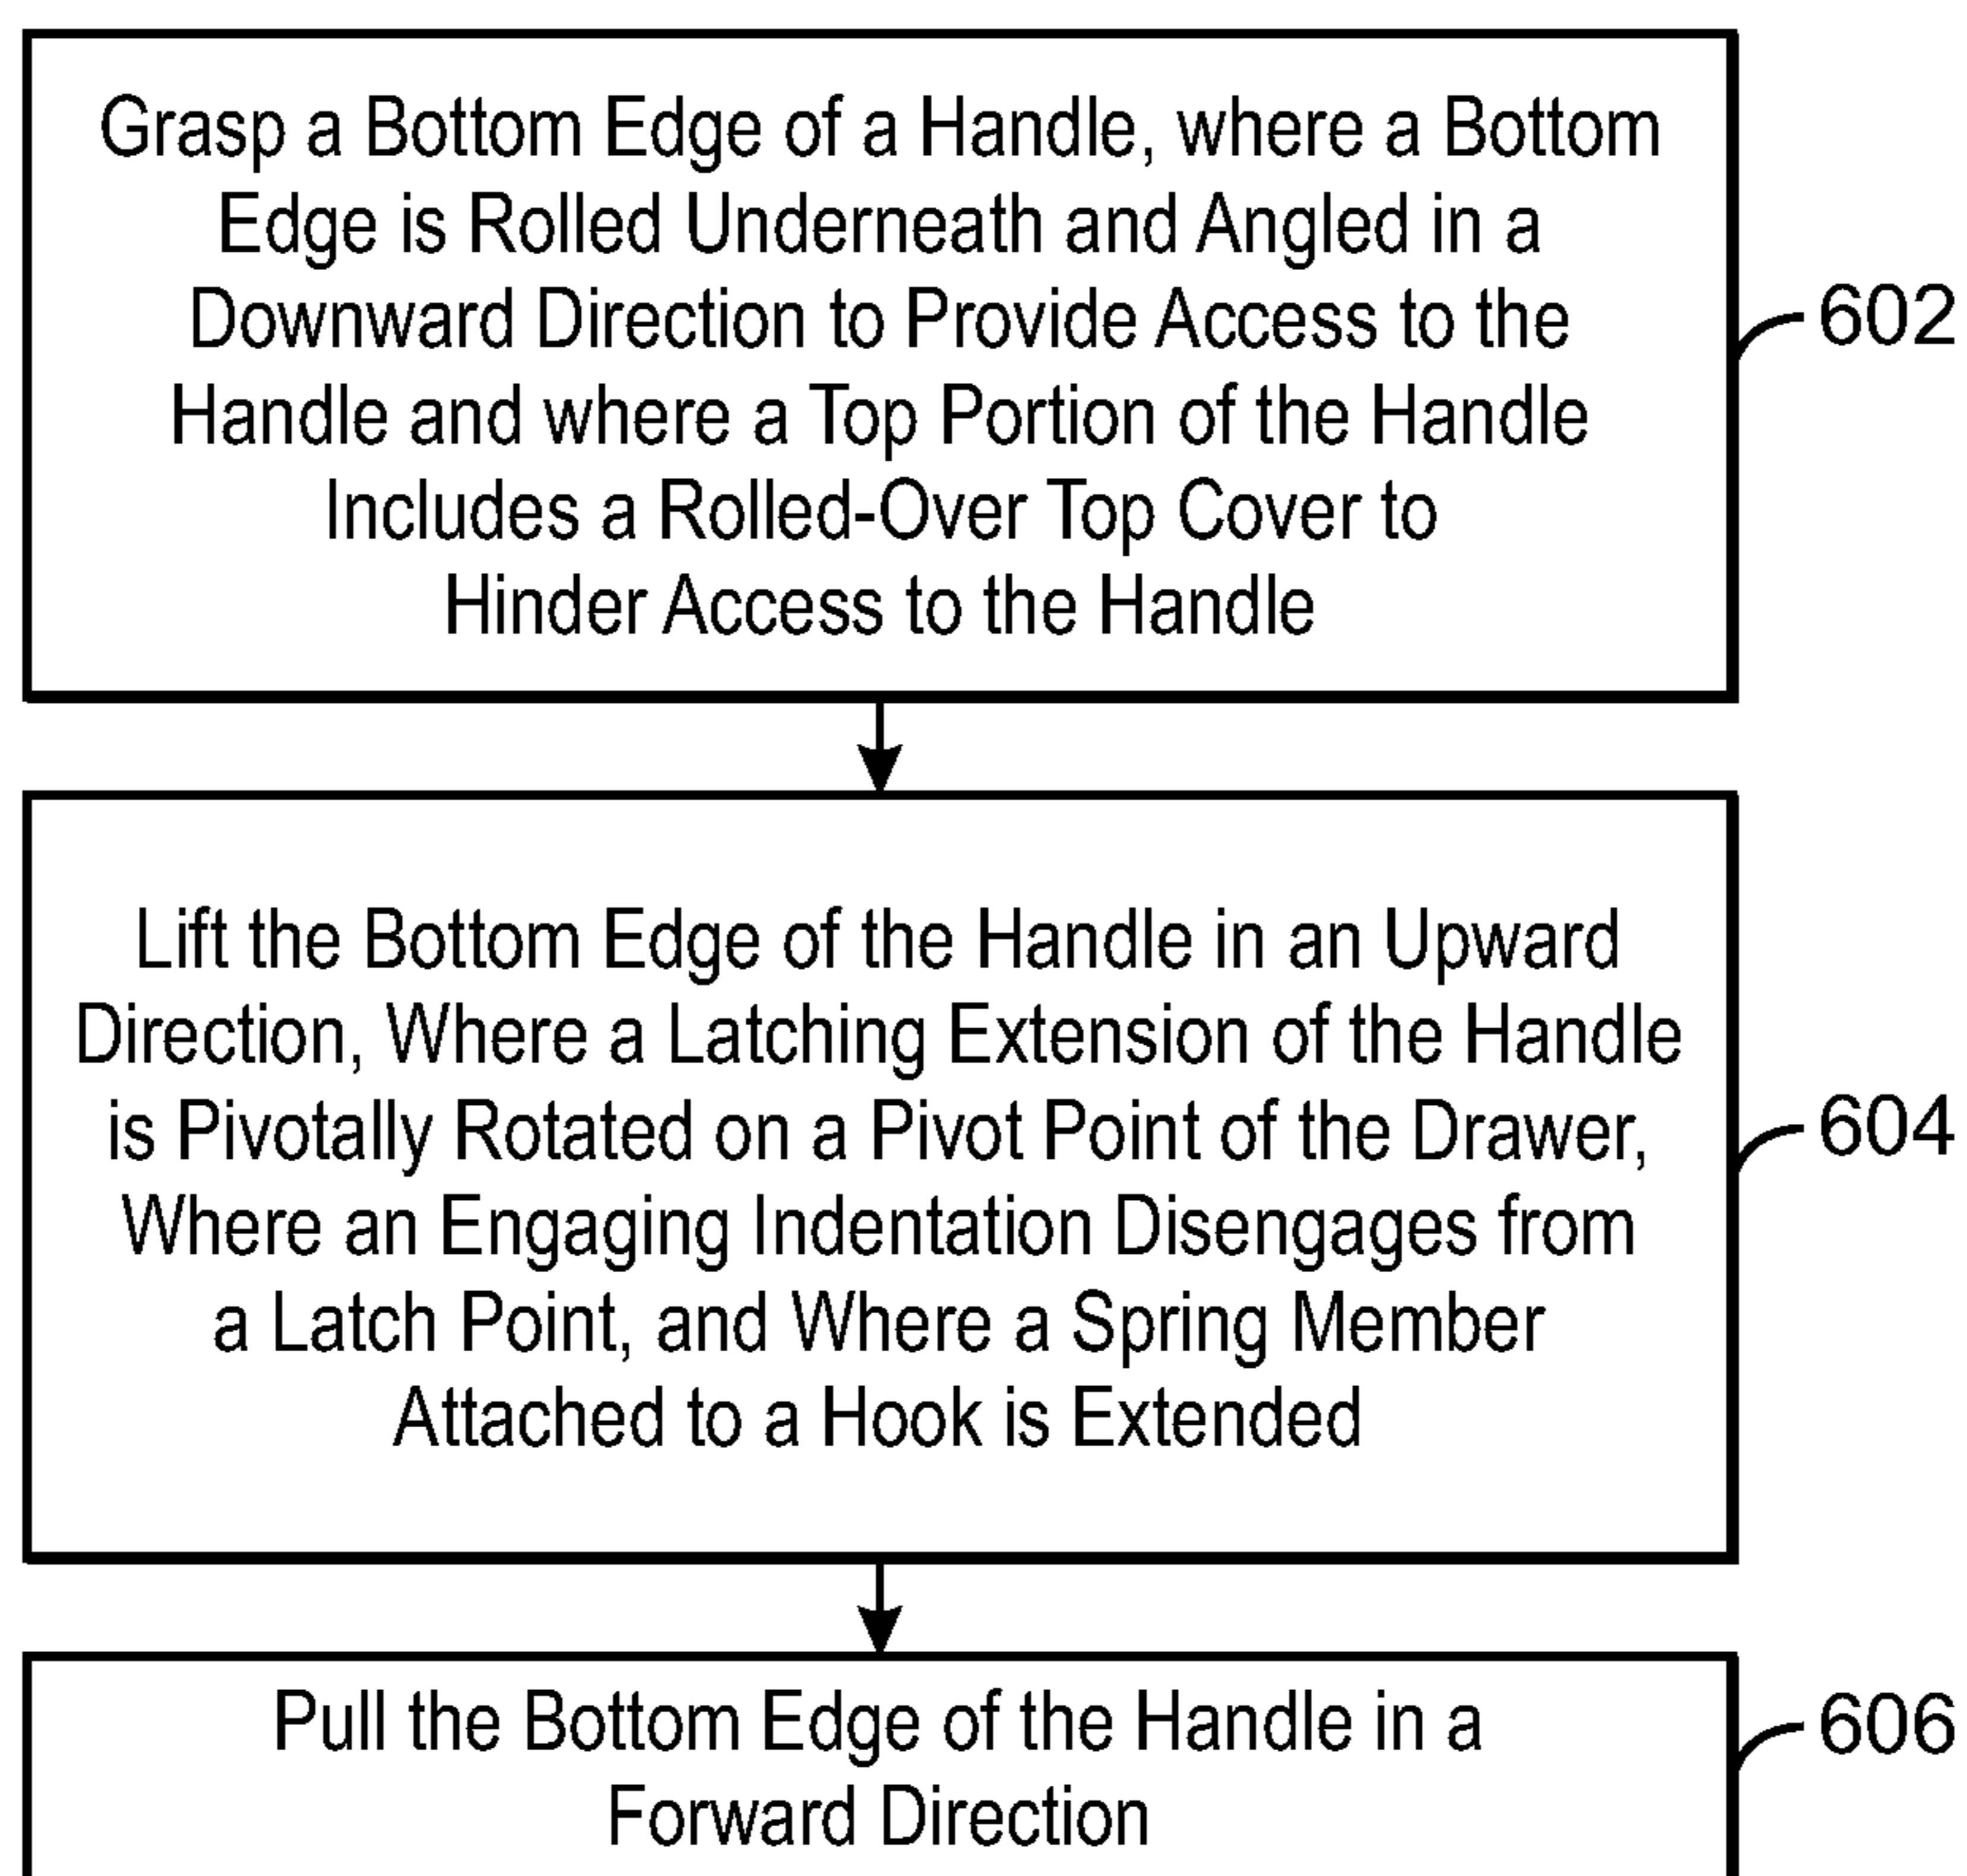 Grasp a Bottom Edge of a Handle, where a Bottom
Edge is Rolled Underneath and Angled in a
Downward Direction to Provide Access to the
Handle and where a Top Portion of the Handle
Includes a Rolled-Over Top Cover to
Hinder Access to the Handle
602
Lift the Bottom Edge of the Handle in an Upward
Direction, Where a Latching Extension of the Handle
is Pivotally Rotated on a Pivot Point of the Drawer,
Where an Engaging Indentation Disengages from
a Latch Point, and Where a Spring Member
Attached to a Hook is Extended
604
Pull the Bottom Edge of the Handle in a
Forward Direction
606